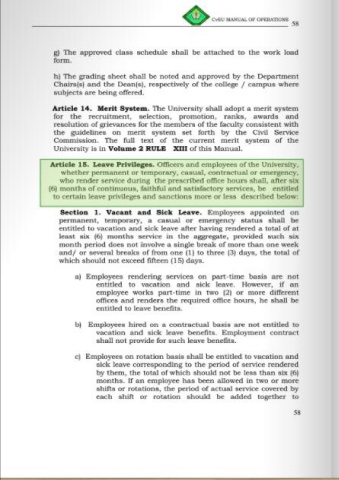 CvSU MANUAL OF OPERATIONS
58
g) The approved class schedule shall be attached to the work load
form.
h) The grading sheet shall be noted and approved by the Department
Chairs(s) and the Dean(s), respectively of the college / campus where
subjects are being offered.
Article 14. Merit System. The University shall adopt a merit system
for the recruitment, selection, promotion, ranks, awards and
resolution of grievances for the members of the faculty consistent with
the guidelines on merit system set forth by the Civil Service
Commission. The full text of the current merit system of the
University is in Volume 2 RULE XIII of this Manual.
Article 15. Leave Privileges. Officers and employees of the University,
whether permanent or temporary, casual, contractual or emergency,
who render service during the prescribed office hours shall, after six
(6) months of continuous, faithful and satisfactory services, be entitled
to certain leave privileges and sanctions more or less described below:
Section 1. Vacant and Sick Leave. Employees appointed on
permanent, temporary, a casual or emergency status shall be
entitled to vacation and sick leave after having rendered a total of at
least six (6) months service in the aggregate, provided such six
month period does not involve a single break of more than one week
and/ or several breaks of from one (1) to three (3) days, the total of
which should not exceed fifteen (15) days.
a) Employees rendering services on part-time basis are not
entitled to vacation and sick leave. However, if an
employee works part-time in two (2) or more different
offices and renders the required office hours, he shall be
entitled to leave benefits.
b) Employees hired on a contractual basis are not entitled to
vacation and sick leave benefits. Employment contract
shall not provide for such leave benefits.
c) Employees on rotation basis shall be entitled to vacation and
sick leave corresponding to the period of service rendered
by them, the total of which should not be less than six (6)
months. If an employee has been allowed in two or more
shifts or rotations, the period of actual service covered by
each shift or rotation should be added together to
58